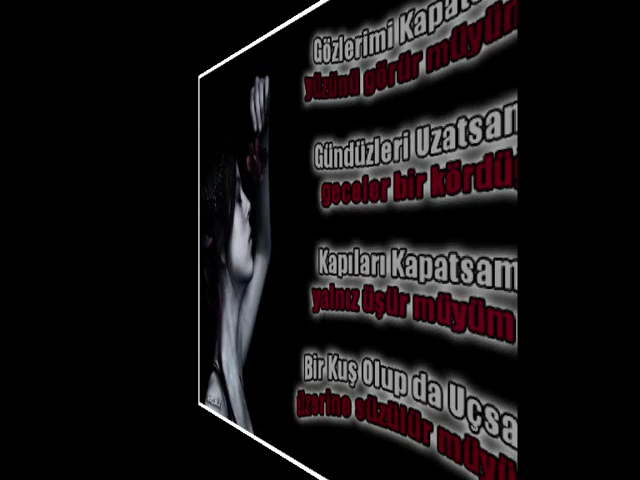 Gözlerimi Kapatsa
yüzünü görür müyüm
Gündüzleri Uzatsam
geceler bir kördü
Kapıları Kapatsam
yalnız üşür müyüm
Bir Kuş Olup da Uçsa
üzerine süzülür müyü